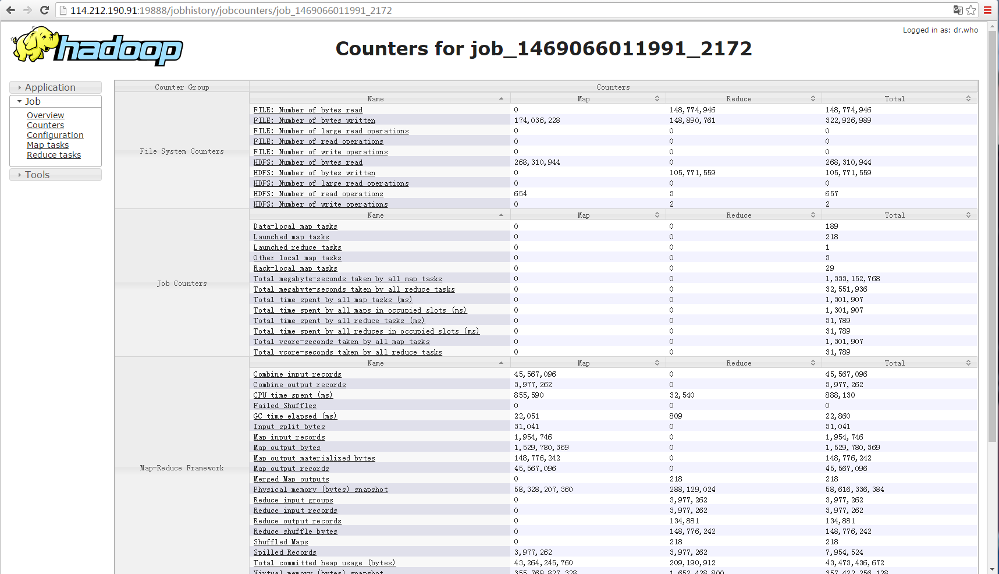 114.212.190.91:19888/jobhistory/jobcounters/job_1469066011991_2172
Logged in as: dr.who
hadoop
Counters for job_1469066011991_2172
Application
Job
Overview
Counters
Configuration
Map tasks
Reduce tasks
Tools
Counter Group Counters
File System Counters
Name Map Reduce Total
FILE: Number of bytes read 0 148,774,946 148,774,946
FILE: Number of bytes written 174,036,228 148,890,761 322,926,989
FILE: Number of large read operations 0 0 0
FILE: Number of read operations 0 0 0
FILE: Number of write operations 0 0 0
HDFS: Number of bytes read 268,310,944 0 268,310,944
HDFS: Number of bytes written 0 105,771,559 105,771,559
HDFS: Number of large read operations 0 0 0
HDFS: Number of read operations 654 3 657
HDFS: Number of write operations 0 2 2
Job Counters
Name Map Reduce Total
Data-local map tasks 0 0 189
Launched map tasks 0 0 218
Launched reduce tasks 0 0 1
Other local map tasks 0 0 3
Rack-local map tasks 0 0 29
Total megabyte-seconds taken by all map tasks 0 0 1,333,152,768
Total megabyte-seconds taken by all reduce tasks 0 0 32,551,936
Total time spent by all map tasks (ms) 0 0 1,301,907
Total time spent by all maps in occupied slots (ms) 0 0 1,301,907
Total time spent by all reduce tasks (ms) 0 0 31,789
Total time spent by all reduces in occupied slots (ms) 0 0 31,789
Total vcore-seconds taken by all map tasks 0 0 1,301,907
Total vcore-seconds taken by all reduce tasks 0 0 31,789
Map-Reduce Framework
Name Map Reduce Total
Combine input records 45,567,096 0 45,567,096
Combine output records 3,977,262 0 3,977,262
CPU time spent (ms) 855,590 32,540 888,130
Failed Shuffles 0 0 0
GC time elapsed (ms) 22,051 809 22,860
Input split bytes 31,041 0 31,041
Map input records 1,954,746 0 1,954,746
Map output bytes 1,529,780,369 0 1,529,780,369
Map output materialized bytes 148,776,242 0 148,776,242
Map output records 45,567,096 0 45,567,096
Merged Map outputs 0 218 218
Physical memory (bytes) snapshot 58,328,207,360 288,129,024 58,616,336,384
Reduce input groups 0 3,977,262 3,977,262
Reduce input records 0 3,977,262 3,977,262
Reduce output records 0 134,881 134,881
Reduce shuffle bytes 0 148,776,242 148,776,242
Shuffled Maps 0 218 218
Spilled Records 3,977,262 3,977,262 7,954,524
Total committed heap usage (bytes) 43,264,245,760 209,190,912 43,473,436,672
Virtual memory (bytes) snapshot 355,769,827,328 1,652,428,800 357,422,256,128